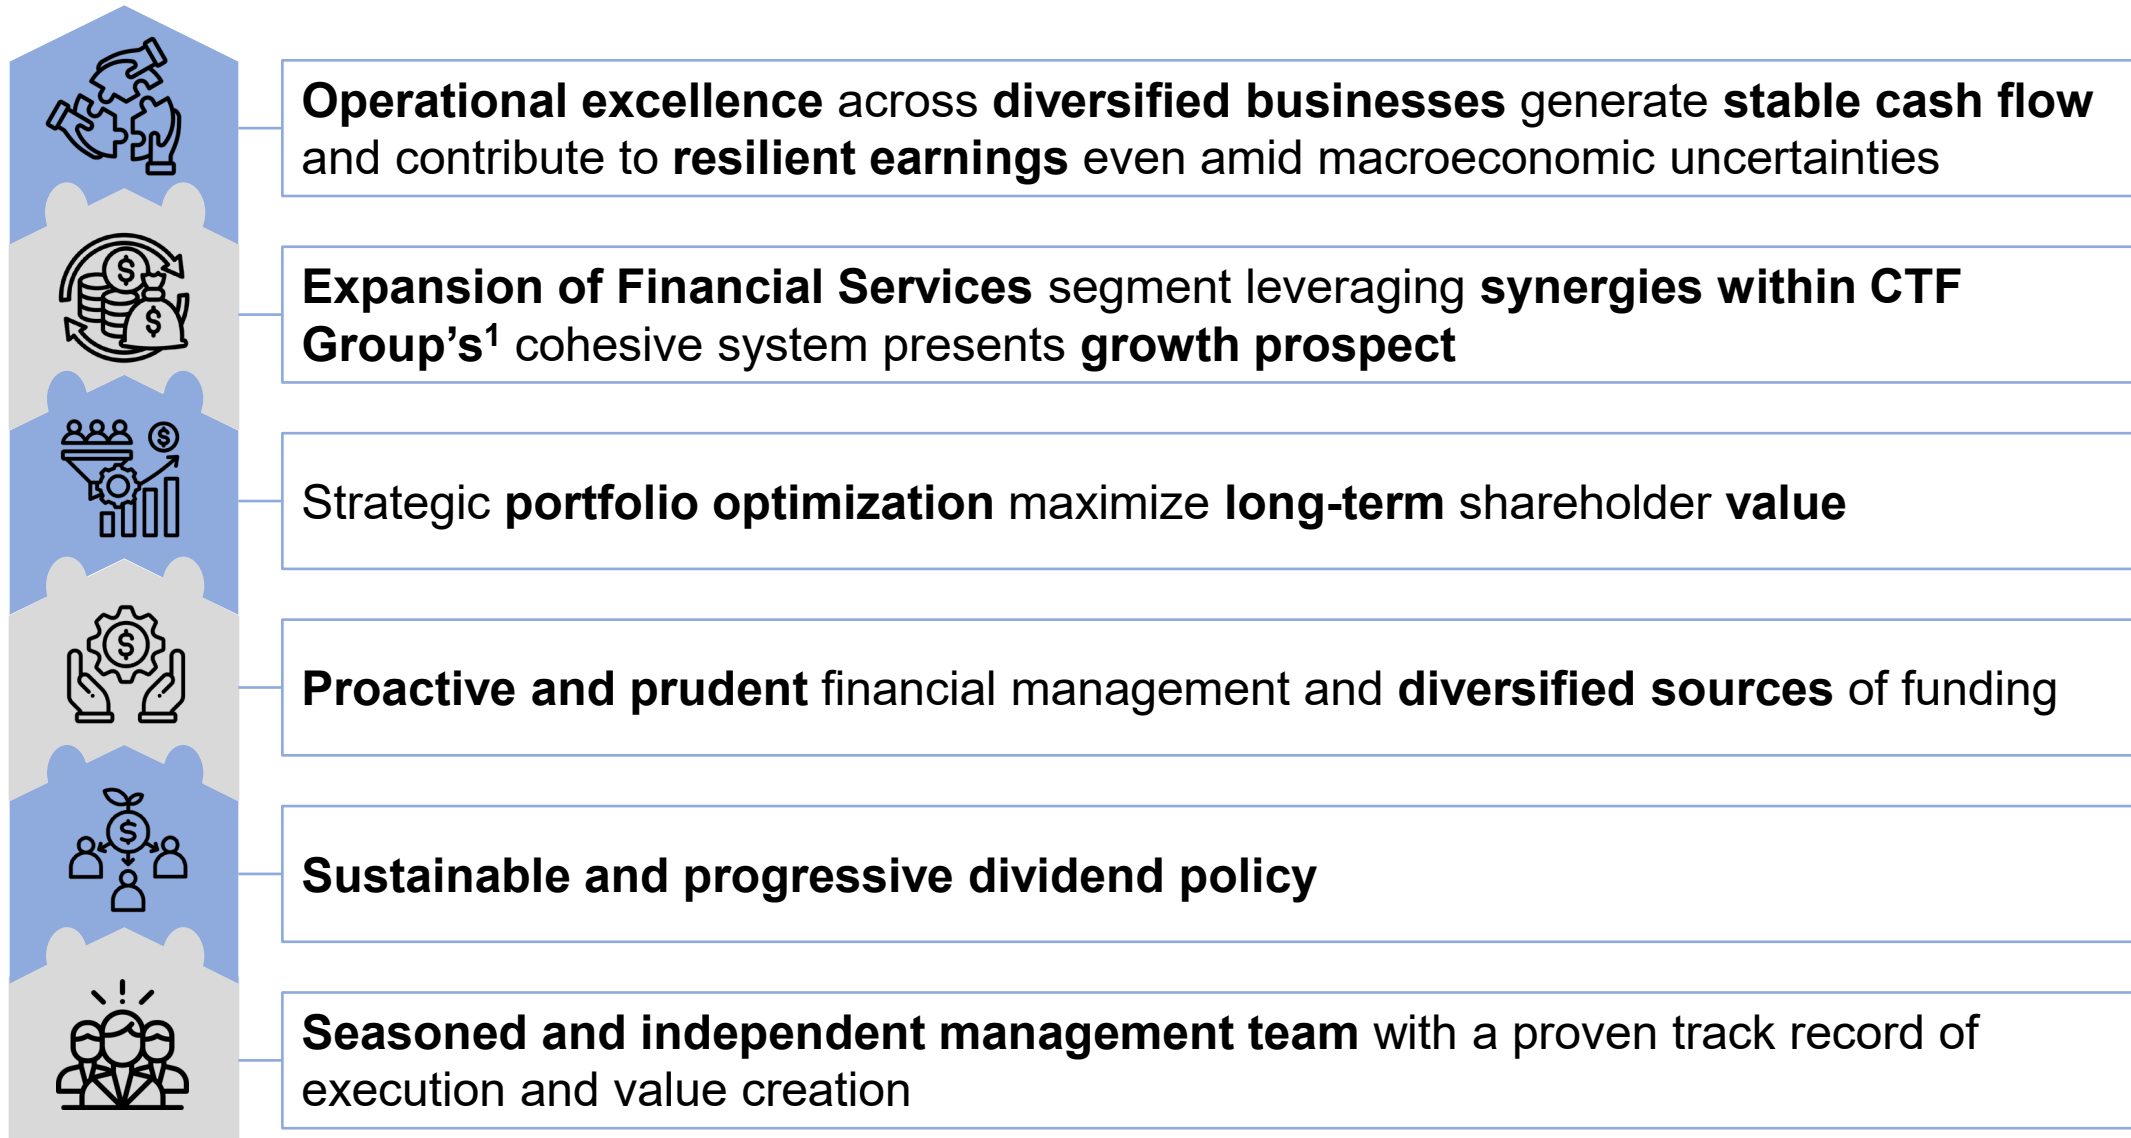 Operational excellence across diversified businesses generate stable cash flow
and contribute to resilient earnings even amid macroeconomic uncertainties
Expansion of Financial Services segment leveraging synergies within CTF
Group’s¹ cohesive system presents growth prospect
Strategic portfolio optimization maximize long-term shareholder value
Proactive and prudent financial management and diversified sources of funding
Sustainable and progressive dividend policy
Seasoned and independent management team with a proven track record of
execution and value creation